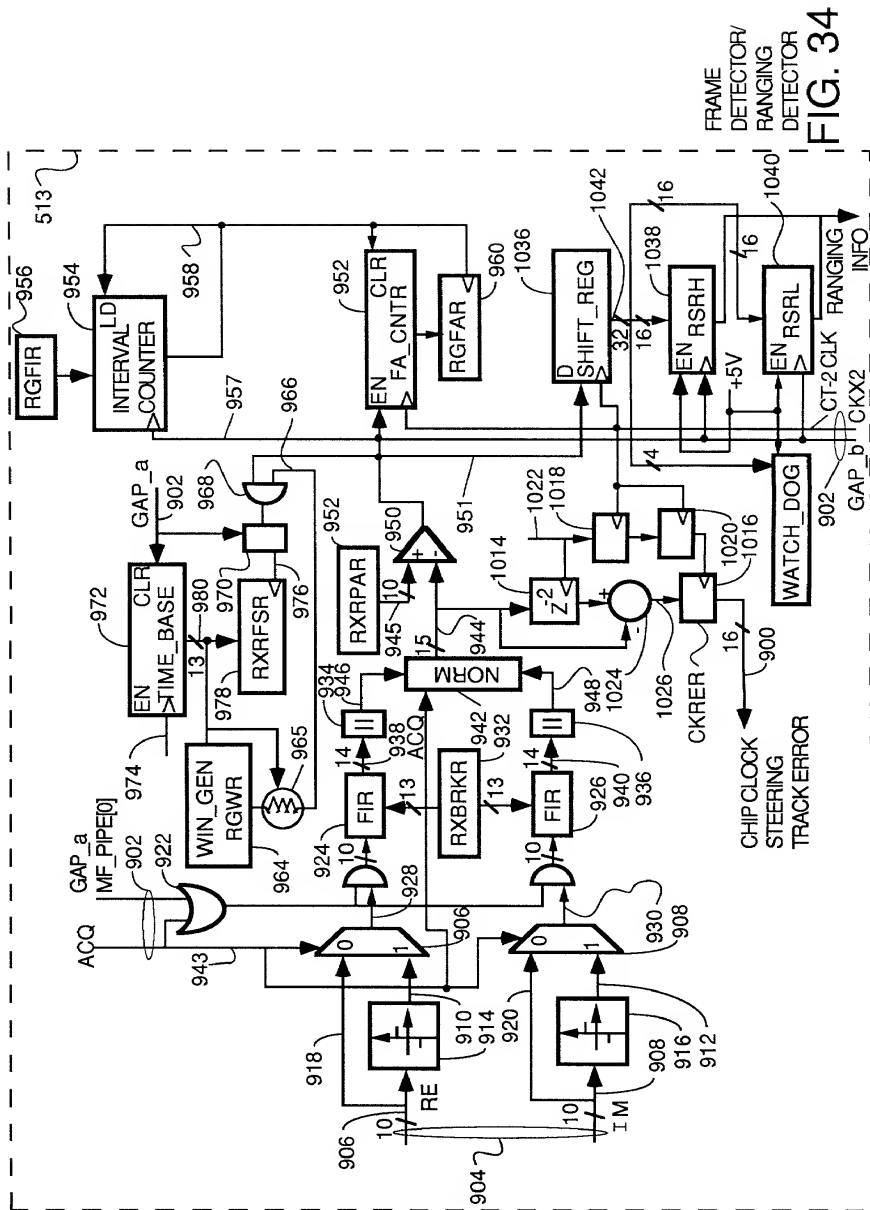 FRAME
DETECTOR/
RANGING
DETECTOR
FIG. 34
513
956
RGFIR
954
INTERVAL
COUNTER
LD
958
957
966
952
EN
CLR
FA_CNTR
960
RGFAR
1036
D
SHIFT_REG
1042
32
16
16
1038
EN
RSRH
16
1040
EN
RSRL
RANGING
INFO
+5V
4
CT-2 CLK
CKX2
902
GAP_b
WATCH_DOG
968
GAP_a
902
972
EN
CLR
TIME_BASE
974
980
13
970
976
978
RXRFSR
965
WIN_GEN
RGWR
964
952
RXRPAR
10
945
950
+
-
951
15
944
1014
Z-2
1022
1018
1020
1016
+
-
1024
1026
CKRER
16
900
CHIP CLOCK
STEERING
TRACK ERROR
GAP_a
MF_PIPE[0]
902
922
ACQ
943
924
FIR
10
14
938
934
||
946
ACQ
NORM
942
948
932
RXBRKR
13
13
926
FIR
10
14
940
936
||
928
906
0
1
930
908
0
1
918
910
914
920
912
916
906
10
RE
908
10
IM
904